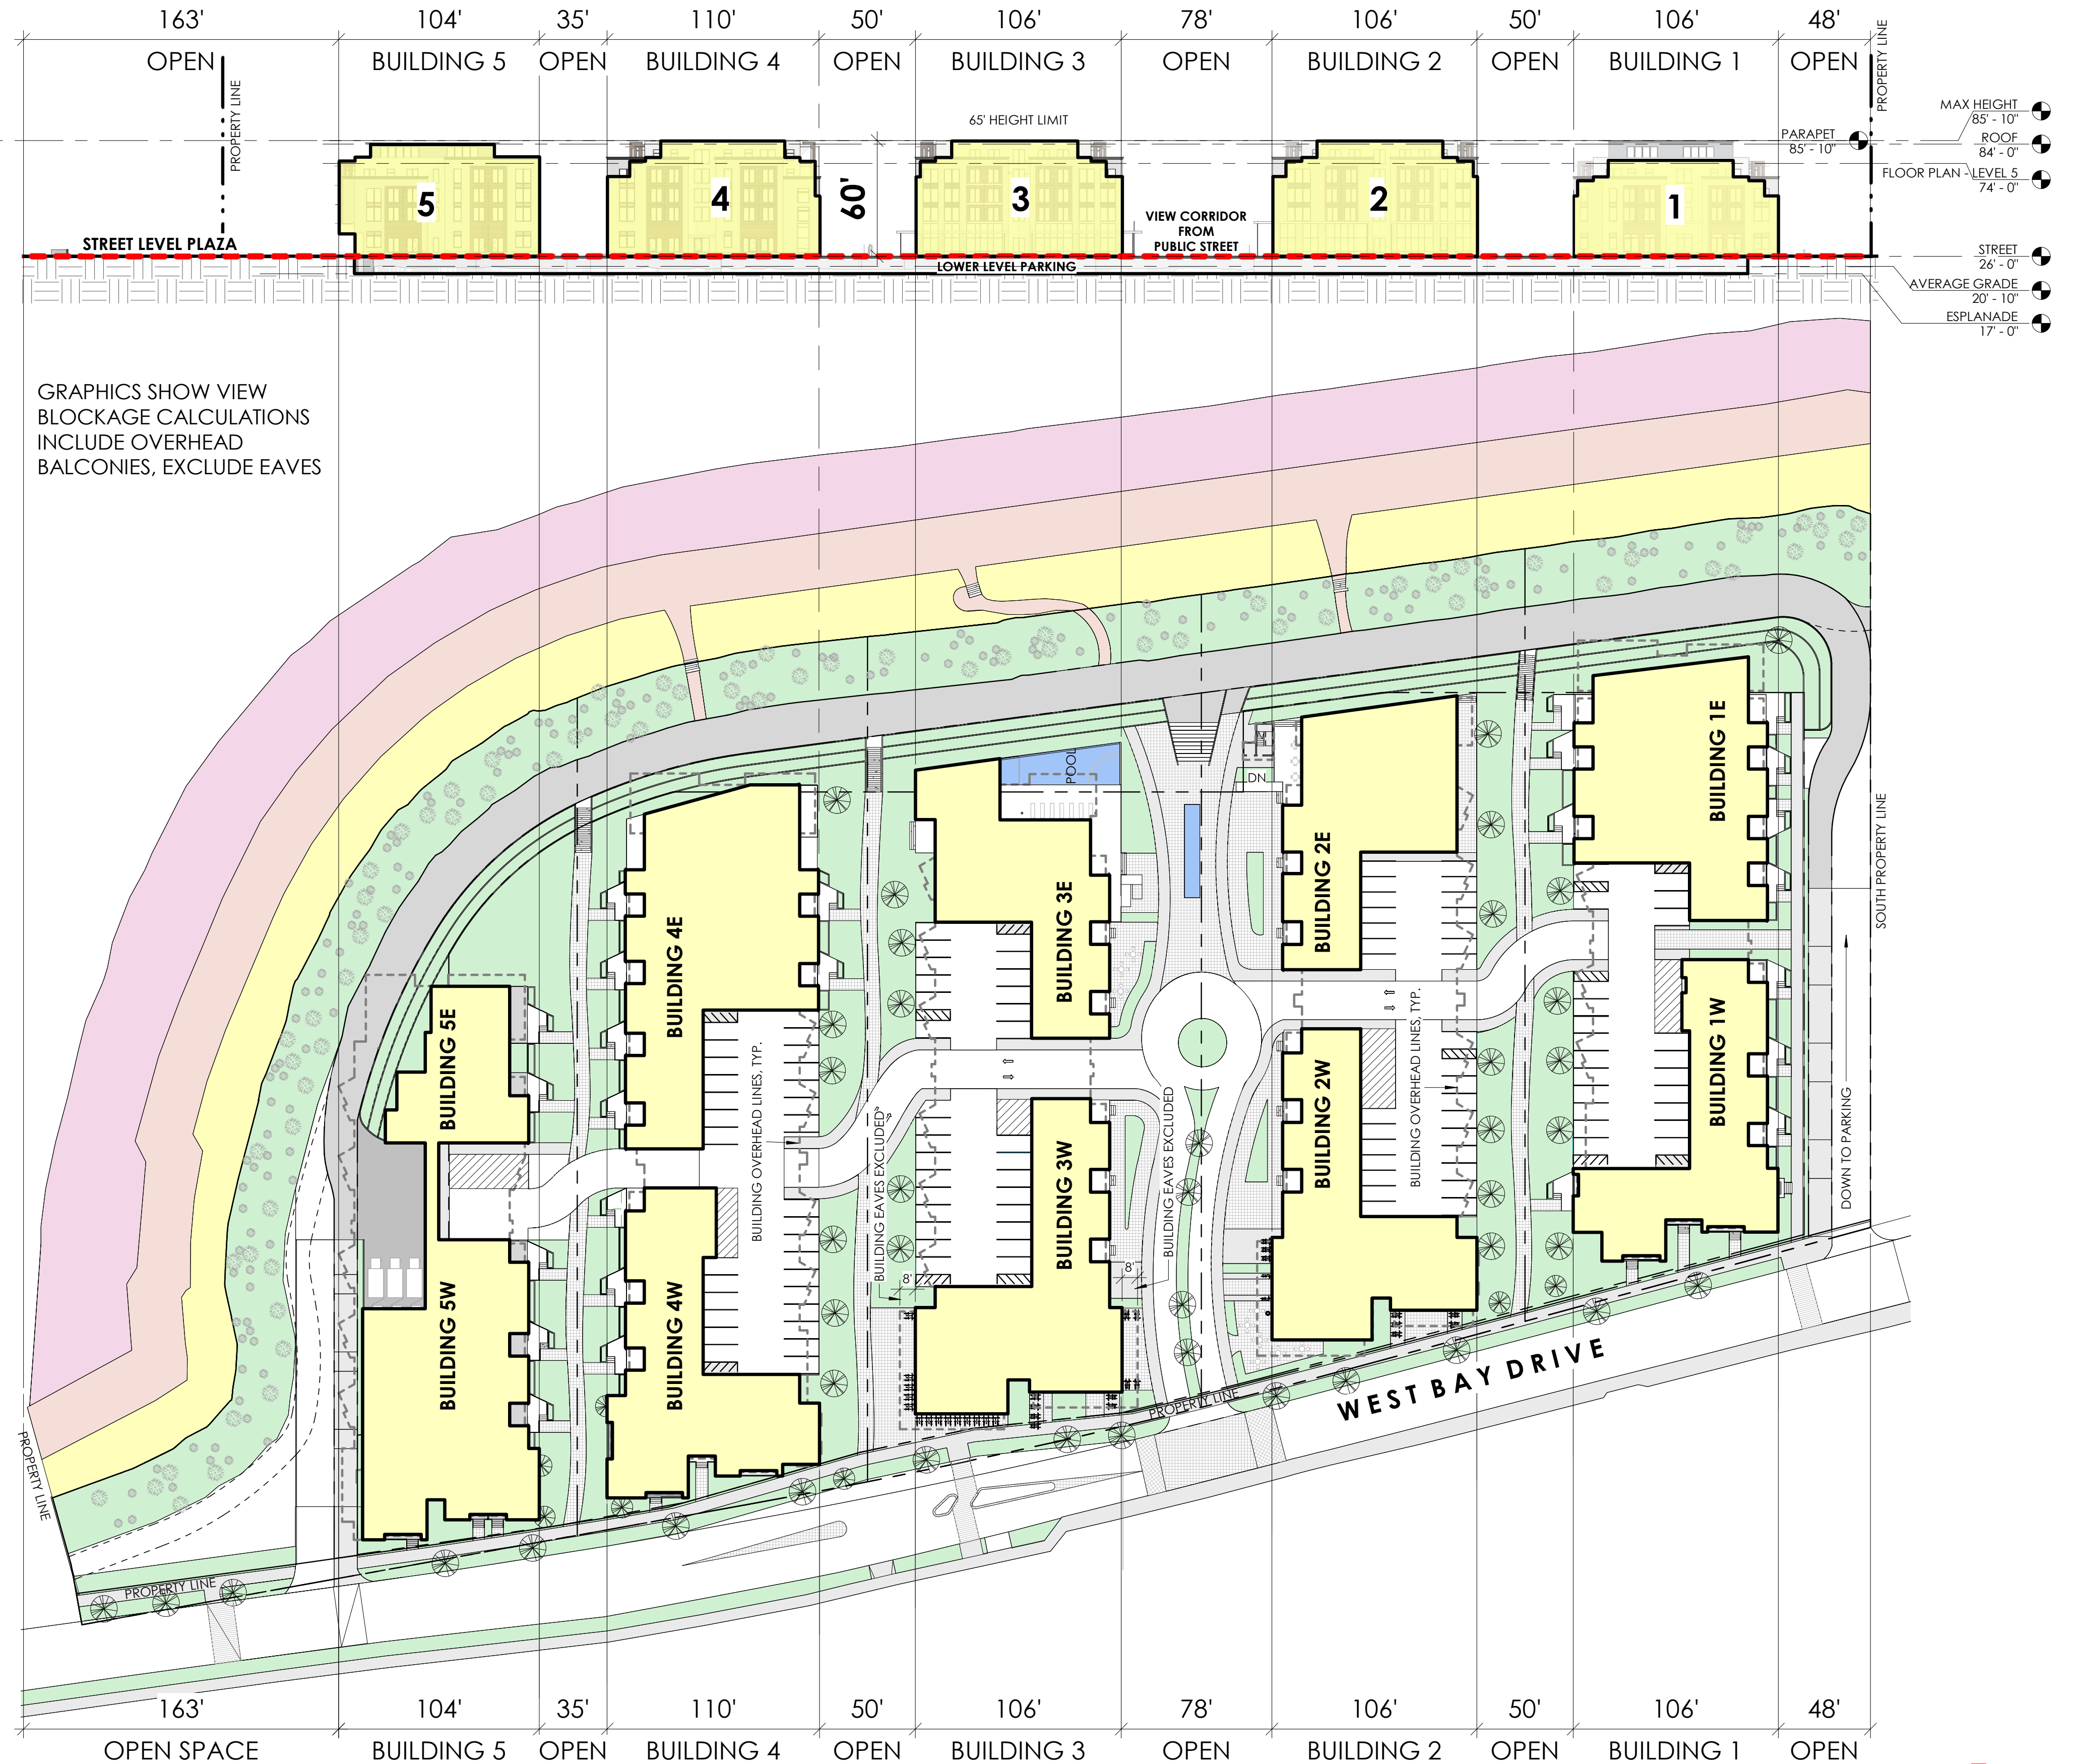 163' 104' 35' 110' 50' 106' 78' 106' 50' 106' 48'
OPEN BUILDING 5 OPEN BUILDING 4 OPEN BUILDING 3 OPEN BUILDING 2 OPEN BUILDING 1 OPEN
PROPERTY LINE
PROPERTY LINE
65' HEIGHT LIMIT
MAX HEIGHT
85' - 10"
PARAPET
85' - 10"
ROOF
84' - 0"
FLOOR PLAN - LEVEL 5
74' - 0"
5
4
60'
3
2
1
VIEW CORRIDOR
FROM
PUBLIC STREET
STREET LEVEL PLAZA
LOWER LEVEL PARKING
STREET
26' - 0"
AVERAGE GRADE
20' - 10"
ESPLANADE
17' - 0"
GRAPHICS SHOW VIEW
BLOCKAGE CALCULATIONS
INCLUDE OVERHEAD
BALCONIES, EXCLUDE EAVES
POOL
DN
BUILDING 1E
BUILDING 2E
BUILDING 3E
BUILDING 4E
BUILDING 5E
SOUTH PROPERTY LINE
BUILDING OVERHEAD LINES, TYP.
BUILDING OVERHEAD LINES, TYP.
BUILDING 1W
BUILDING 2W
BUILDING 3W
BUILDING 4W
BUILDING 5W
BUILDING EAVES EXCLUDED
8'
BUILDING EAVES EXCLUDED
8'
DOWN TO PARKING
WEST BAY DRIVE
PROPERTY LINE
PROPERTY LINE
PROPERTY LINE
163' 104' 35' 110' 50' 106' 78' 106' 50' 106' 48'
OPEN SPACE BUILDING 5 OPEN BUILDING 4 OPEN BUILDING 3 OPEN BUILDING 2 OPEN BUILDING 1 OPEN